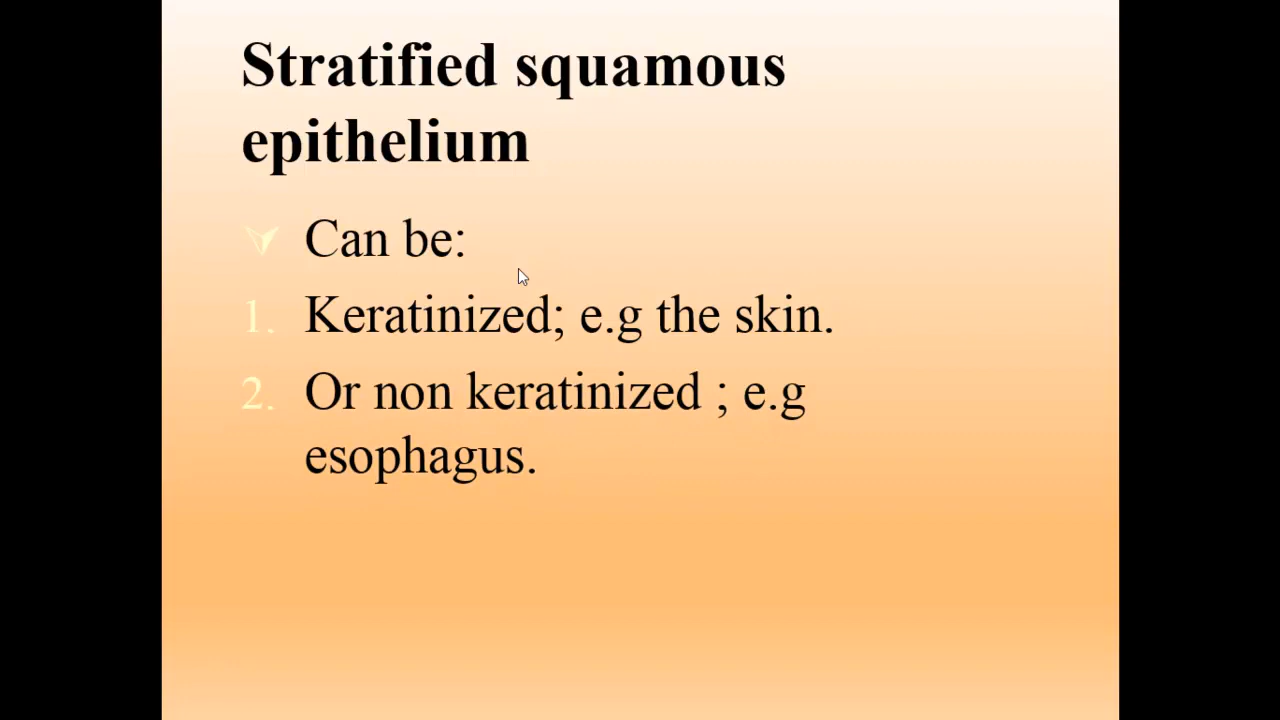 Stratified squamous
epithelium
Can be:
1. Keratinized; e.g the skin.
2. Or non keratinized ; e.g
esophagus.